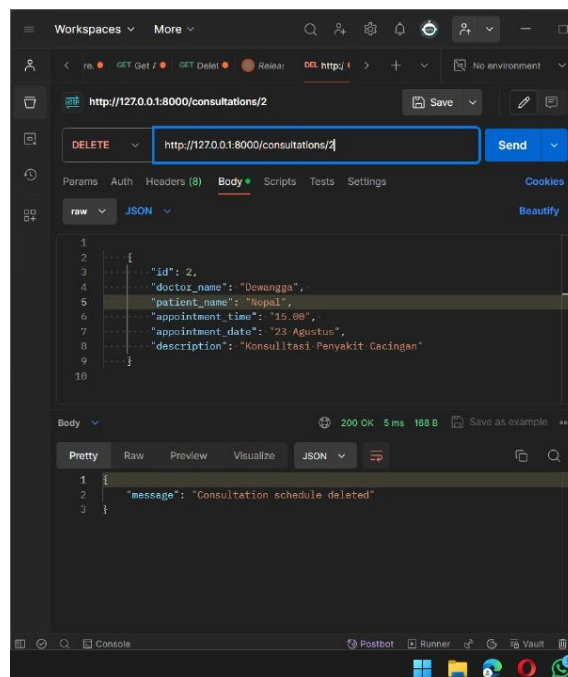 Workspaces More
re. GET Get GET Delet Releas DEL http:/ No environment
HTTP http://127.0.0.1:8000/consultations/2 Save
DELETE http://127.0.0.1:8000/consultations/2 Send
Params Auth Headers (8) Body Scripts Tests Settings Cookies
raw JSON Beautify
1
2 {
3 "id": 2,
4 "doctor_name": "Dewangga",
5 "patient_name": "Nopal",
6 "appointment_time": "15.00",
7 "appointment_date": "23 Agustus",
8 "description": "Konsulltasi Penyakit Cacingan"
9 }
10
Body 200 OK 5 ms 168 B Save as example
Pretty Raw Preview Visualize JSON
1 {
2 "message": "Consultation schedule deleted"
3 }
Console Postbot Runner Vault